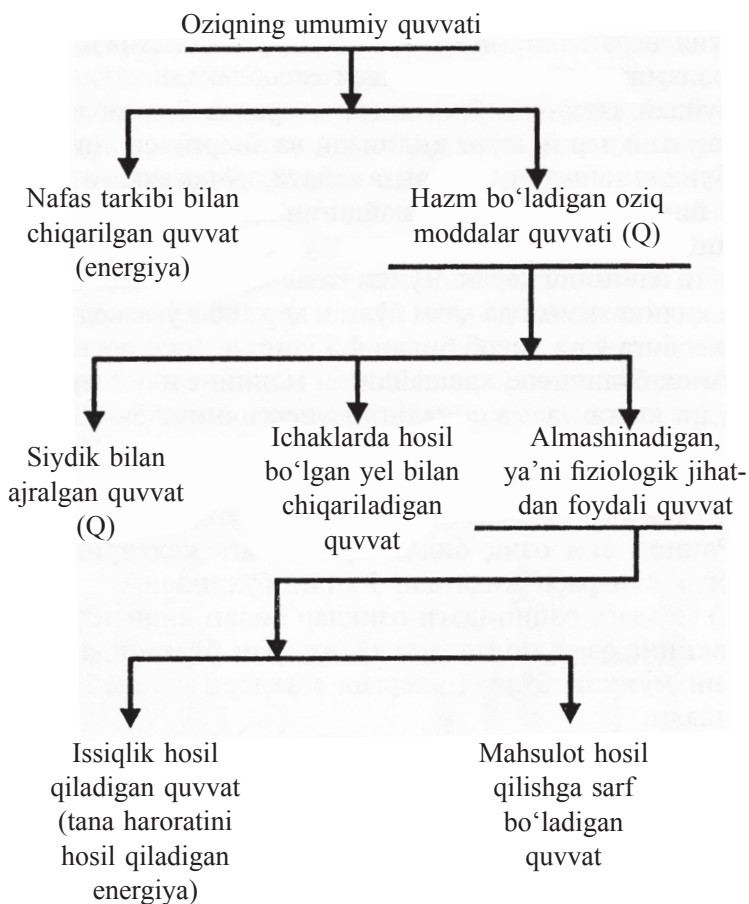 Oziqning umumiy quvvati
Nafas tarkibi bilan
chiqarilgan quvvat
(energiya)
Hazm bo‘ladigan oziq
moddalar quvvati (Q)
Siydik bilan
ajralgan quvvat
(Q)
Ichaklarda hosil
bo‘lgan yel bilan
chiqariladigan
quvvat
Almashinadigan,
ya’ni fiziologik jihat-
dan foydali quvvat
Issiqlik hosil
qiladigan quvvat
(tana haroratini
hosil qiladigan
energiya)
Mahsulot hosil
qilishga sarf
bo‘ladigan
quvvat